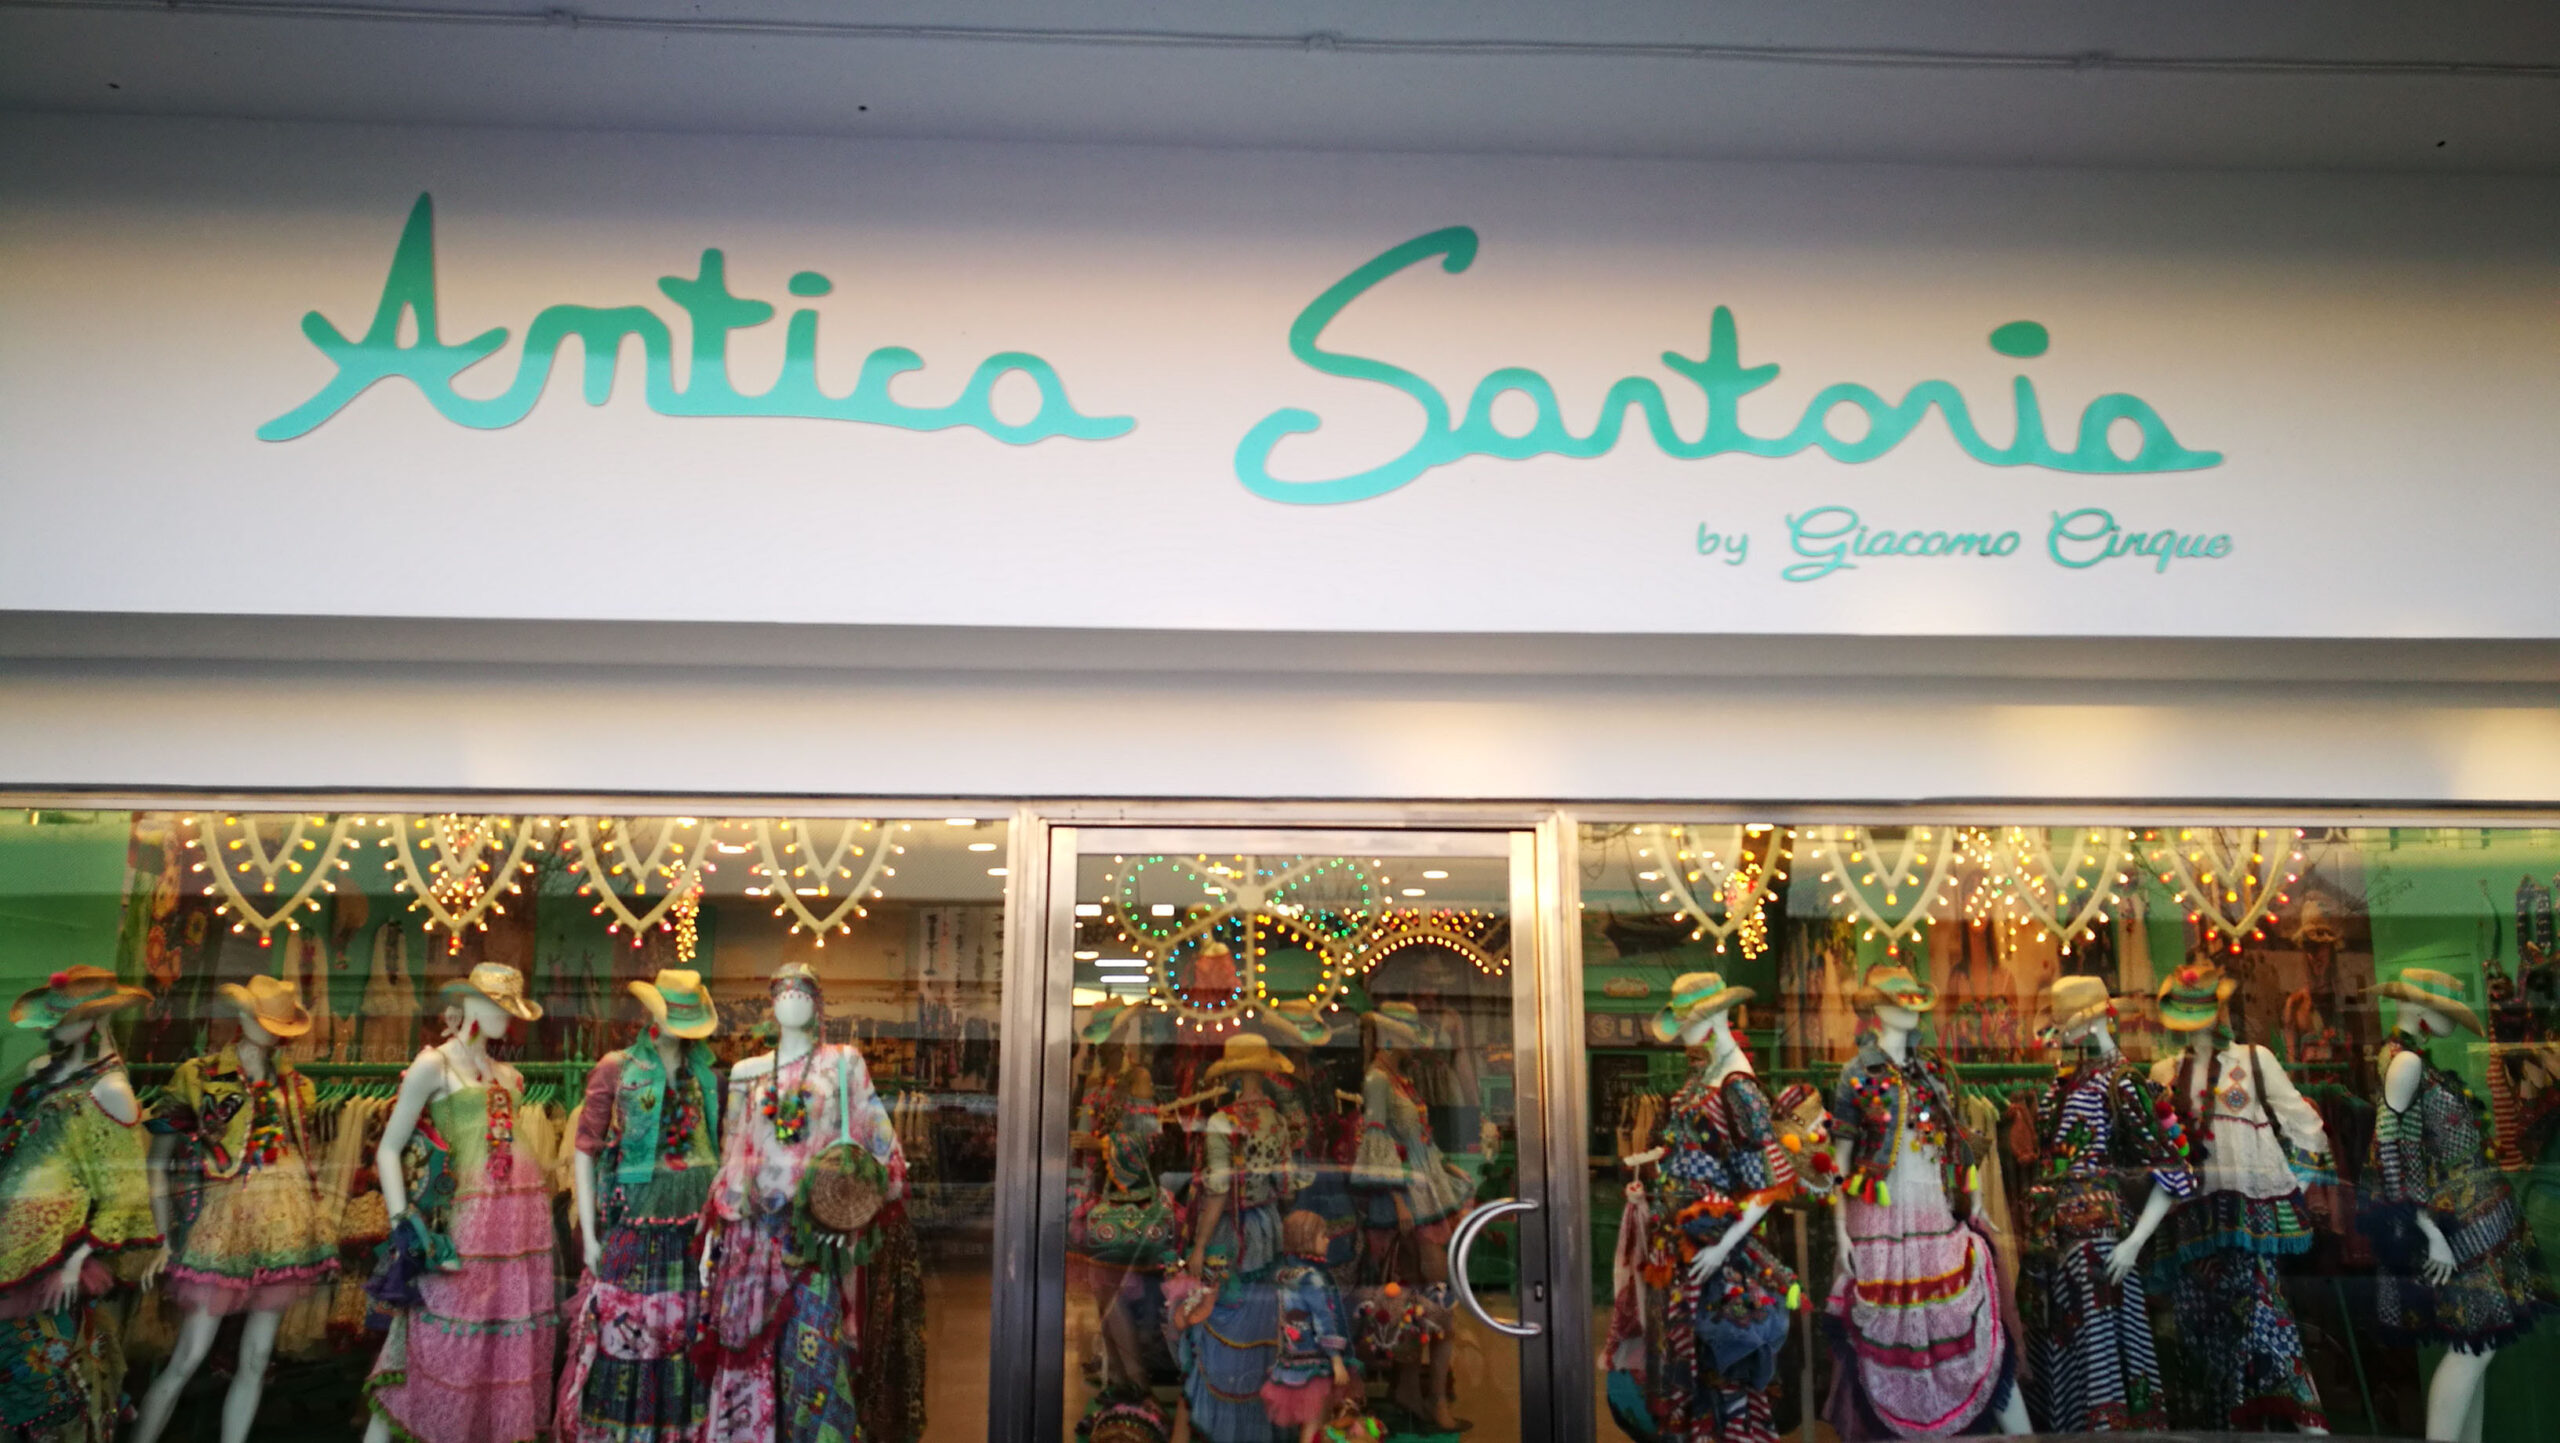 Antica Sartoria
by Giacomo Cinque